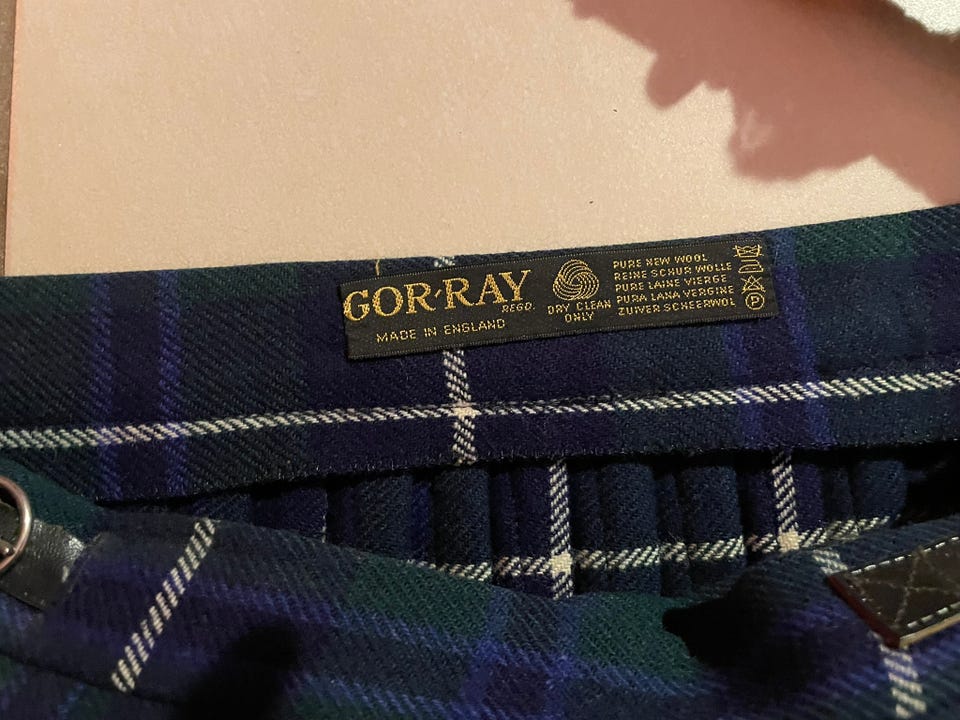 GOR-RAY
REGD.
MADE IN ENGLAND
DRY CLEAN
ONLY
PURE NEW WOOL
REINE SCHUR WOLLE
PURE LAINE VIERGE
PURA LANA VERGINE
ZUIVER SCHEERWOL
P